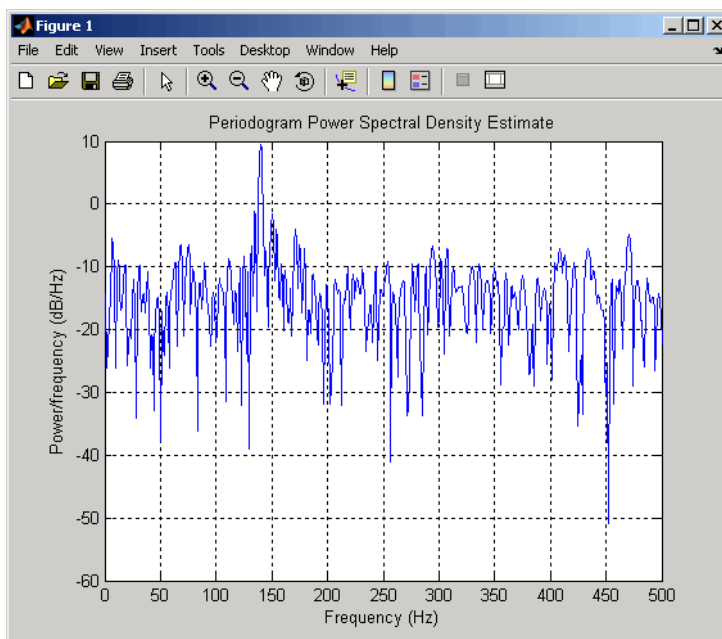 Figure 1
File Edit View Insert Tools Desktop Window Help
Periodogram Power Spectral Density Estimate
10
0
-10
-20
-30
-40
-50
-60
Power/frequency (dB/Hz)
0 50 100 150 200 250 300 350 400 450 500
Frequency (Hz)